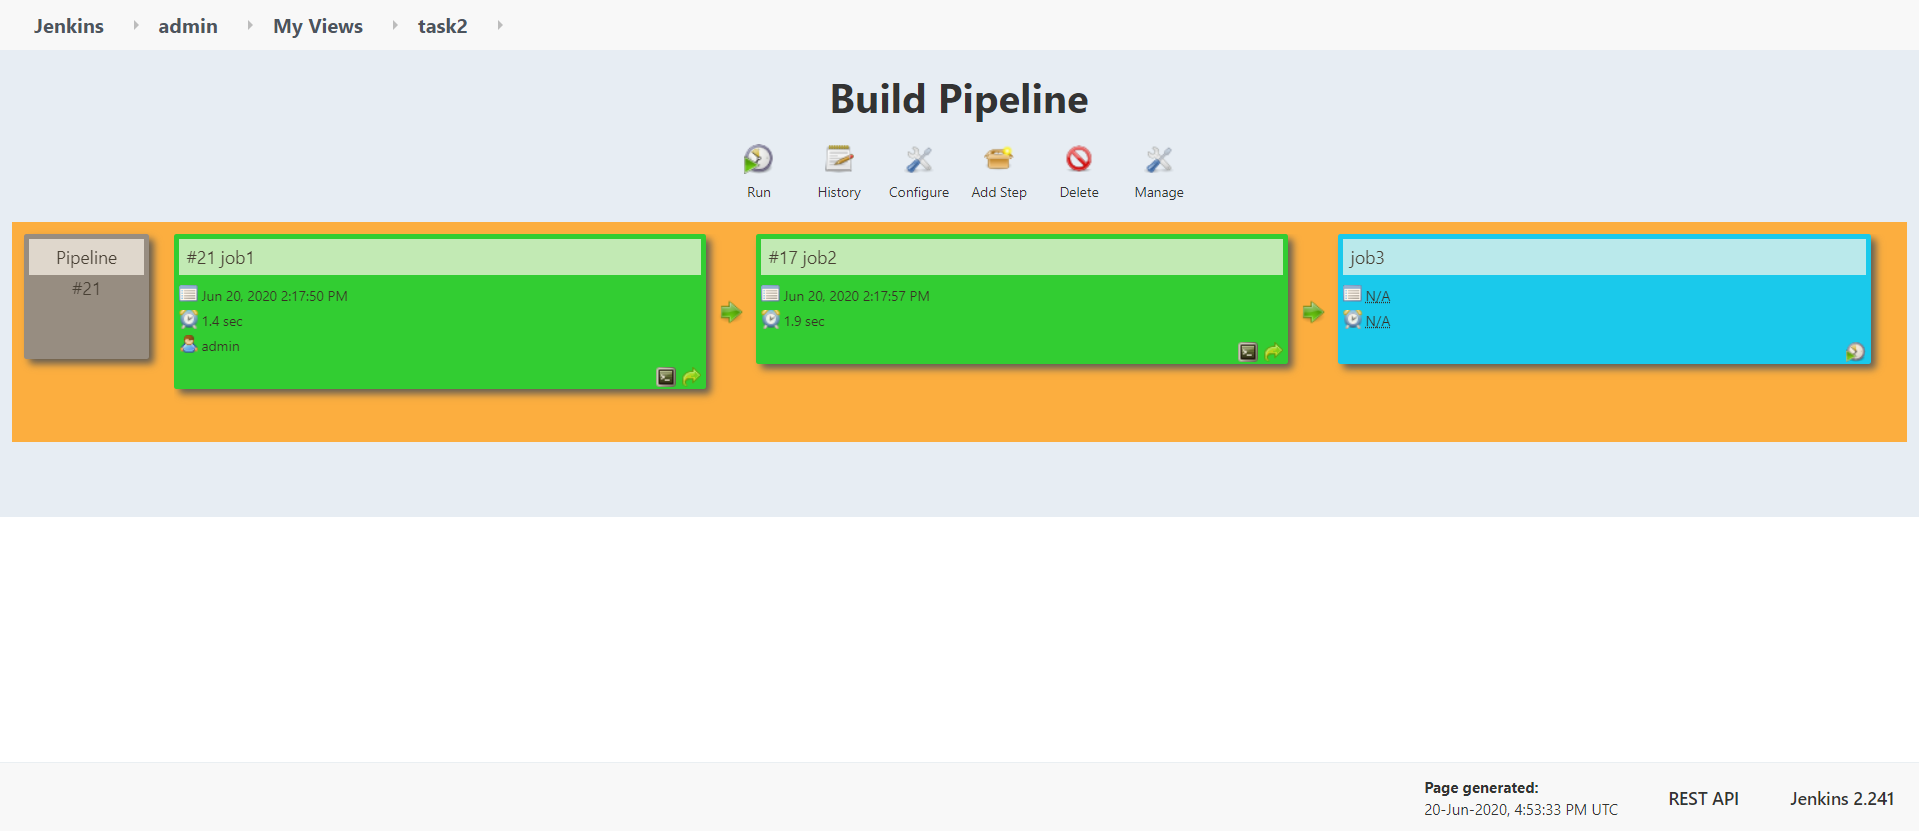 Jenkins admin My Views task2
Build Pipeline
Run History Configure Add Step Delete Manage
Pipeline
#21
#21 job1
Jun 20, 2020 2:17:50 PM
1.4 sec
admin
#17 job2
Jun 20, 2020 2:17:57 PM
1.9 sec
job3
N/A
N/A
Page generated:
20-Jun-2020, 4:53:33 PM UTC
REST API
Jenkins 2.241